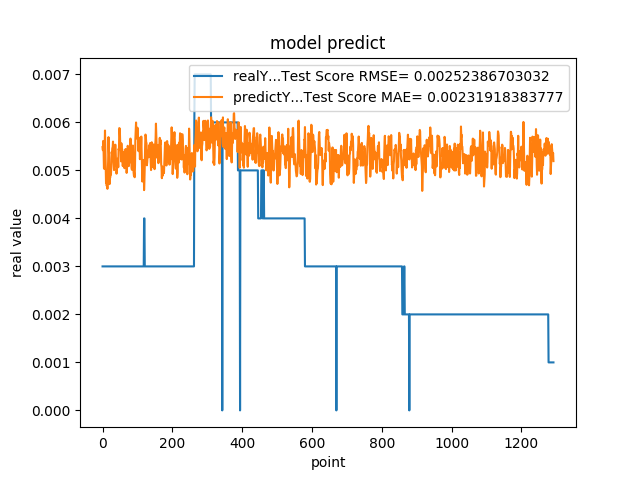 model predict
realY...Test Score RMSE= 0.00252386703032
predictY...Test Score MAE= 0.00231918383777
0.007
0.006
0.005
0.004
0.003
0.002
0.001
0.000
real value
0 200 400 600 800 1000 1200
point